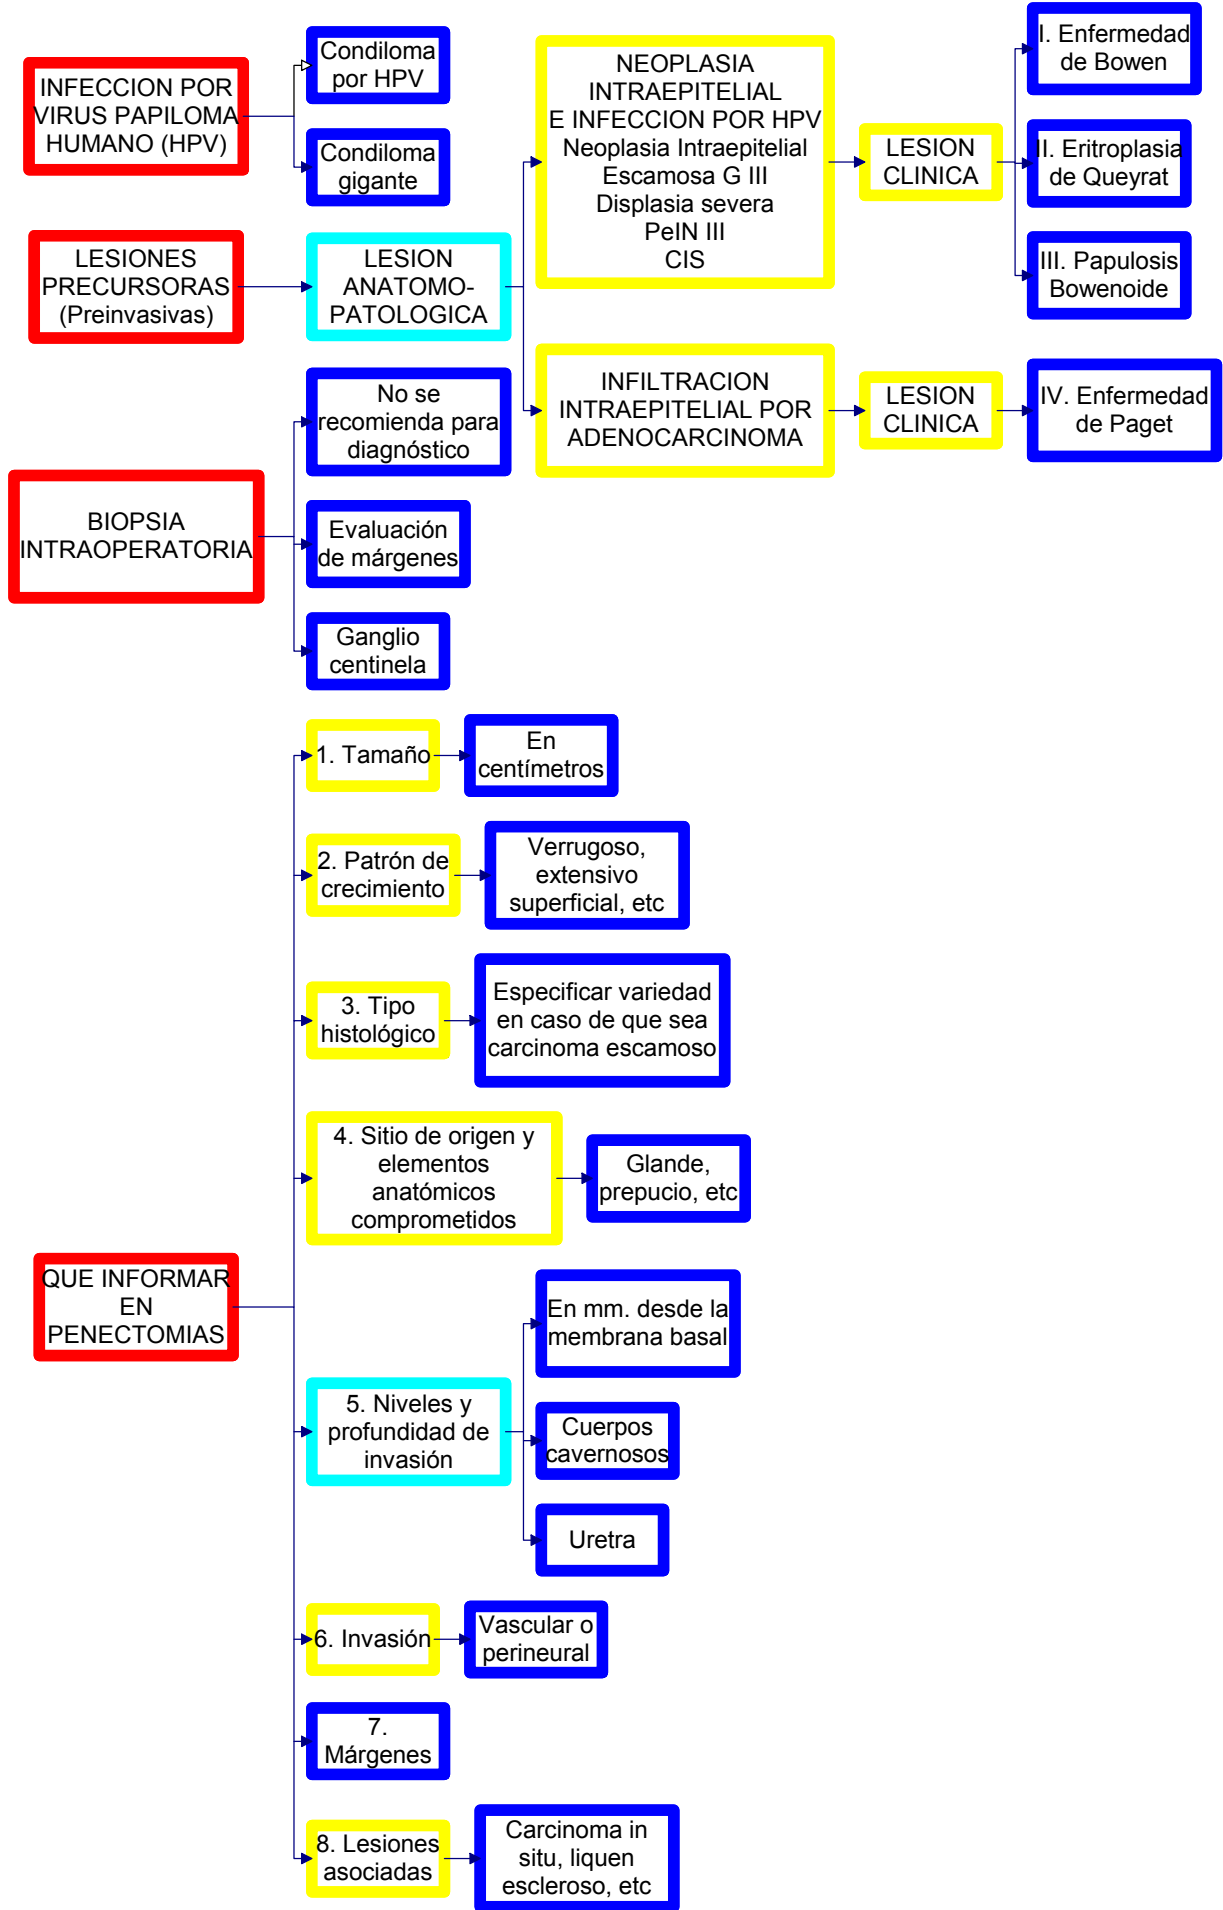 INFECCION POR
VIRUS PAPILOMA
HUMANO (HPV)
Condiloma
por HPV
Condiloma
gigante
LESIONES
PRECURSORAS
(Preinvasivas)
LESION
ANATOMO-
PATOLOGICA
NEOPLASIA
INTRAEPITELIAL
E INFECCION POR HPV
Neoplasia Intraepitelial
Escamosa G III
Displasia severa
PeIN III
CIS
LESION
CLINICA
I. Enfermedad
de Bowen
II. Eritroplasia
de Queyrat
III. Papulosis
Bowenoide
INFILTRACION
INTRAEPITELIAL POR
ADENOCARCINOMA
LESION
CLINICA
IV. Enfermedad
de Paget
BIOPSIA
INTRAOPERATORIA
No se
recomienda para
diagnóstico
Evaluación
de márgenes
Ganglio
centinela
QUE INFORMAR
EN
PENECTOMIAS
1. Tamaño
En
centímetros
2. Patrón de
crecimiento
Verrugoso,
extensivo
superficial, etc
3. Tipo
histológico
Especificar variedad
en caso de que sea
carcinoma escamoso
4. Sitio de origen y
elementos
anatómicos
comprometidos
Glande,
prepucio, etc
5. Niveles y
profundidad de
invasión
En mm. desde la
membrana basal
Cuerpos
cavernosos
Uretra
6. Invasión
Vascular o
perineural
7.
Márgenes
8. Lesiones
asociadas
Carcinoma in
situ, liquen
escleroso, etc